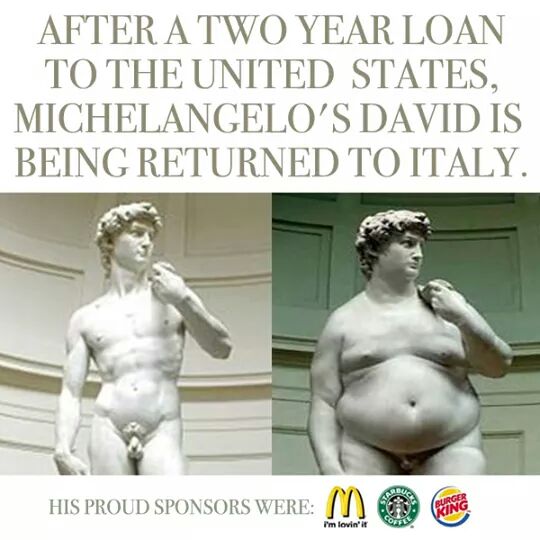 AFTER A TWO YEAR LOAN
TO THE UNITED STATES,
MICHELANGELO'S DAVID IS
BEING RETURNED TO ITALY.
HIS PROUD SPONSORS WERE:
i'm lovin' it
STARBUCKS
COFFEE
BURGER
KING